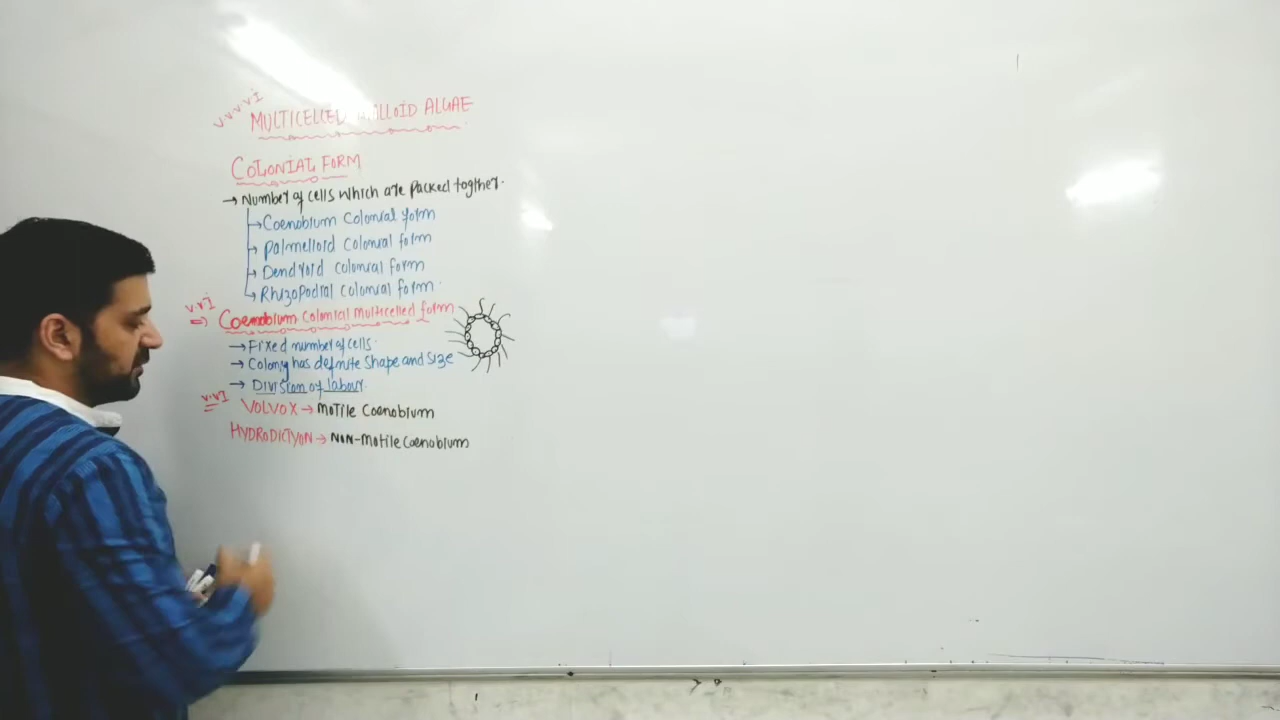 v.v.v.i
MULTICELLED THALLOID ALGAE
COLONIAL FORM
→ Number of cells which are packed togther.
→ Coenobium colonial form
→ palmelloid colonial form
→ Dendroid colonial form
→ Rhizopodial colonial form.
v.v.i
⇒ Coenobium colonial multicelled form
→ Fixed number of cells.
→ Colony has definite shape and size
→ Division of labour.
v.v.i
VOLVOX → MOTILE Coenobium
HYDRODICTYON → NON-Motile Coenobium